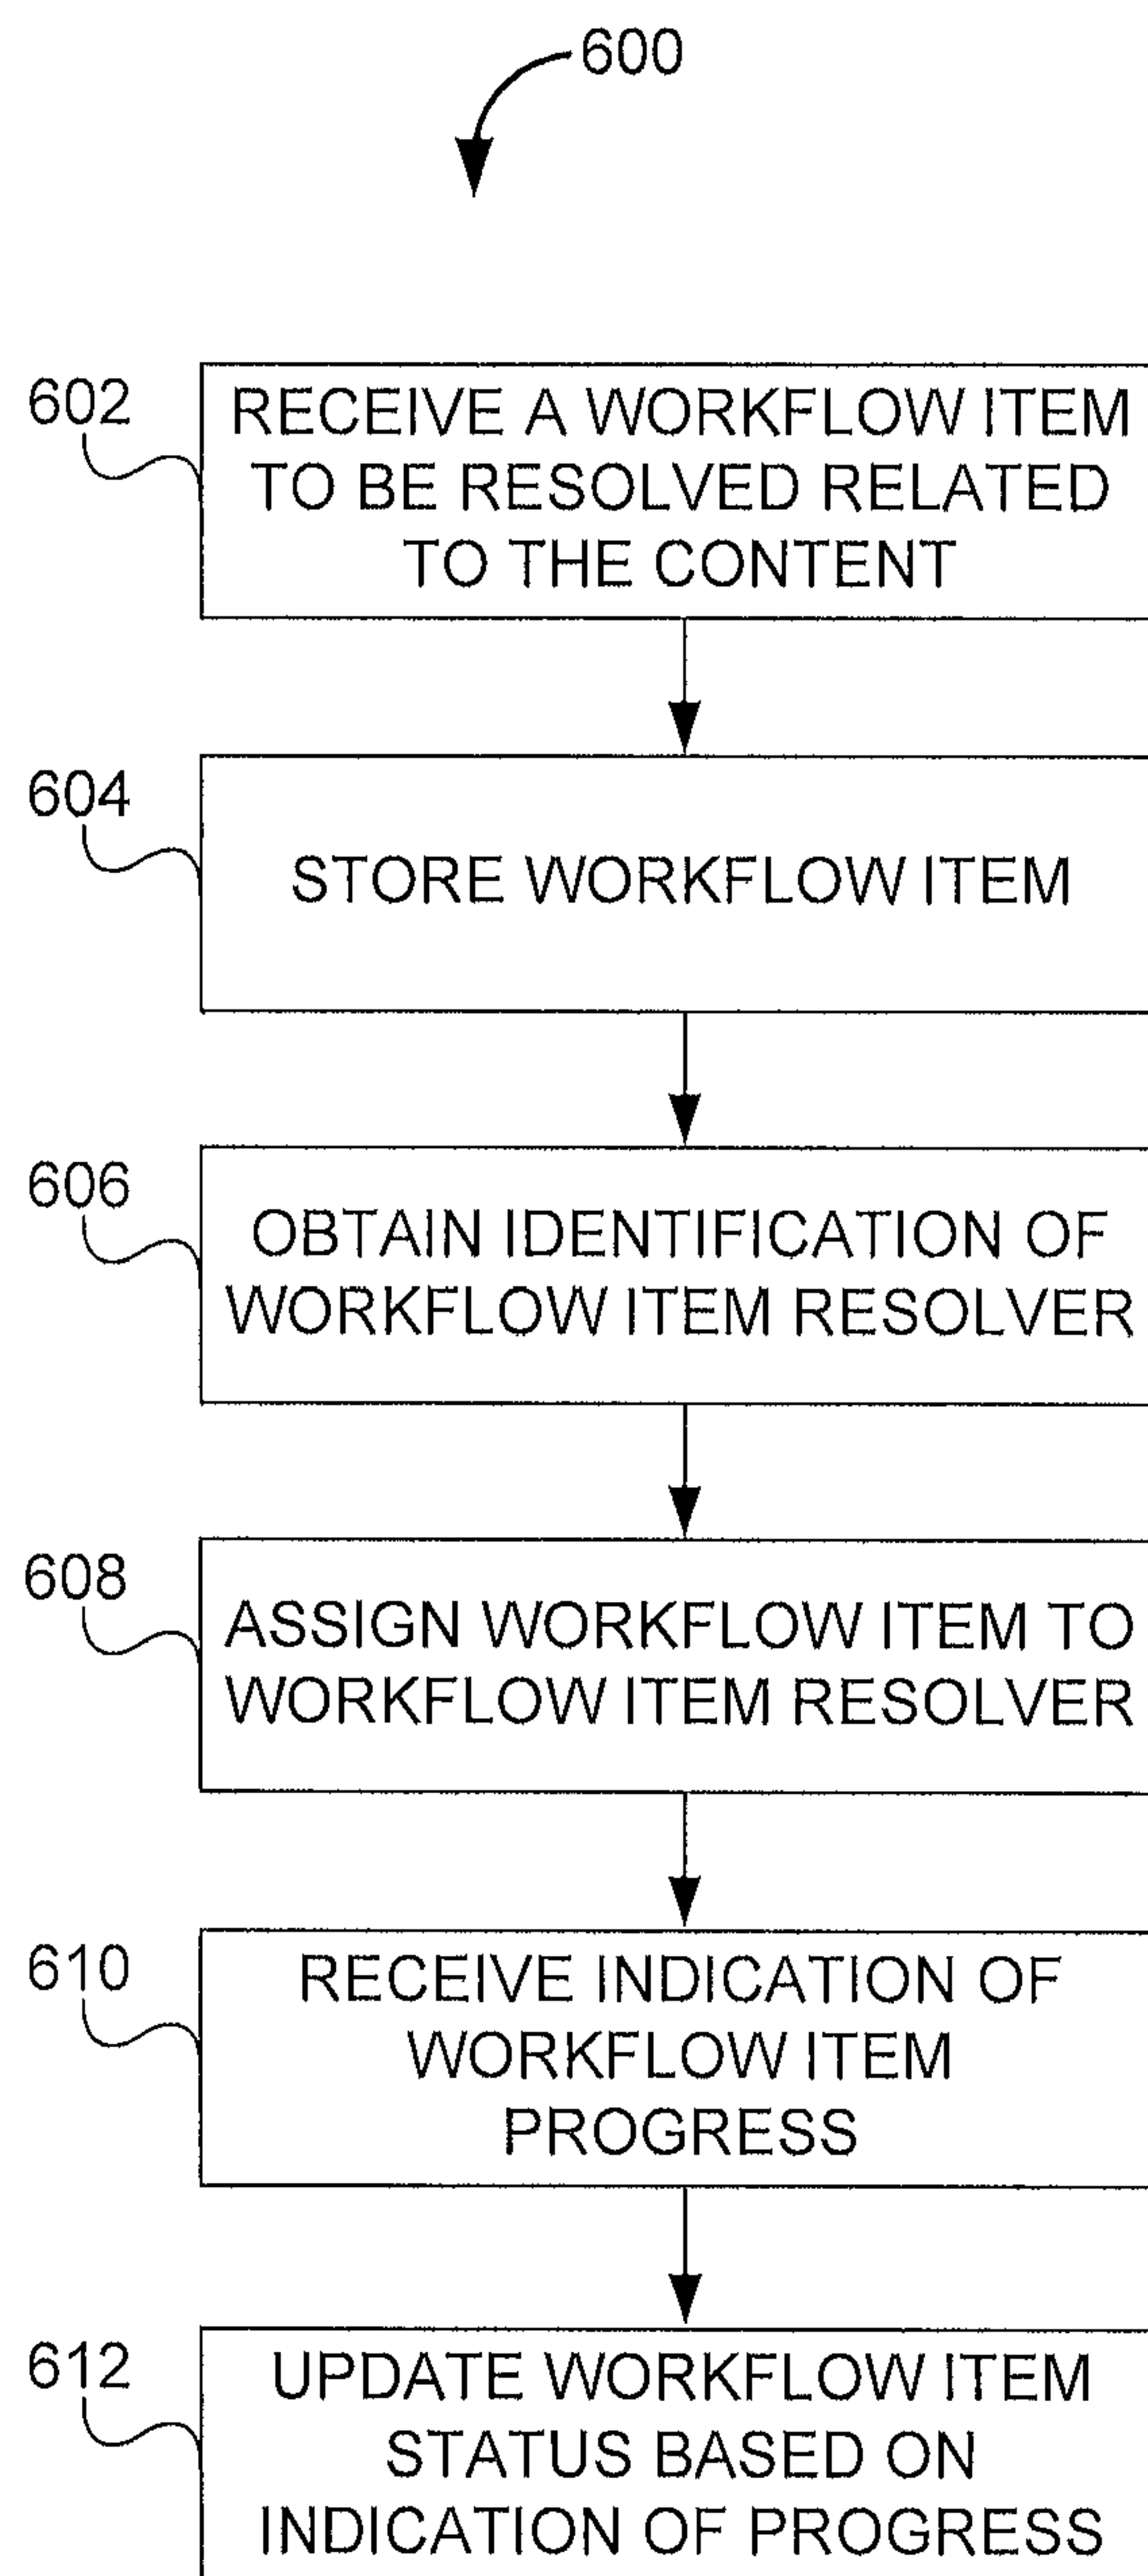 600
602
RECEIVE A WORKFLOW ITEM
TO BE RESOLVED RELATED
TO THE CONTENT
604
STORE WORKFLOW ITEM
606
OBTAIN IDENTIFICATION OF
WORKFLOW ITEM RESOLVER
608
ASSIGN WORKFLOW ITEM TO
WORKFLOW ITEM RESOLVER
610
RECEIVE INDICATION OF
WORKFLOW ITEM
PROGRESS
612
UPDATE WORKFLOW ITEM
STATUS BASED ON
INDICATION OF PROGRESS